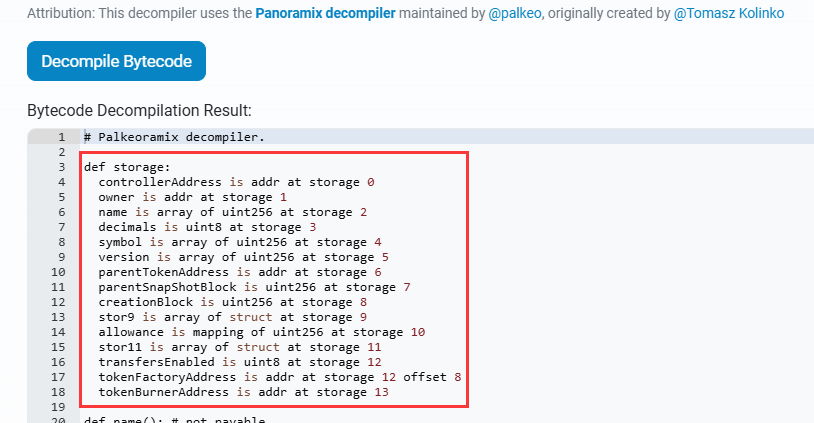 Attribution: This decompiler uses the Panoramix decompiler maintained by @palkeo, originally created by @Tomasz Kolinko
Decompile Bytecode
Bytecode Decompilation Result:
1 # Palkeoramix decompiler.
2
3 def storage:
4 controllerAddress is addr at storage 0
5 owner is addr at storage 1
6 name is array of uint256 at storage 2
7 decimals is uint8 at storage 3
8 symbol is array of uint256 at storage 4
9 version is array of uint256 at storage 5
10 parentTokenAddress is addr at storage 6
11 parentSnapShotBlock is uint256 at storage 7
12 creationBlock is uint256 at storage 8
13 stor9 is array of struct at storage 9
14 allowance is mapping of uint256 at storage 10
15 stor11 is array of struct at storage 11
16 transfersEnabled is uint8 at storage 12
17 tokenFactoryAddress is addr at storage 12 offset 8
18 tokenBurnerAddress is addr at storage 13
19
20 def name(): # not payable